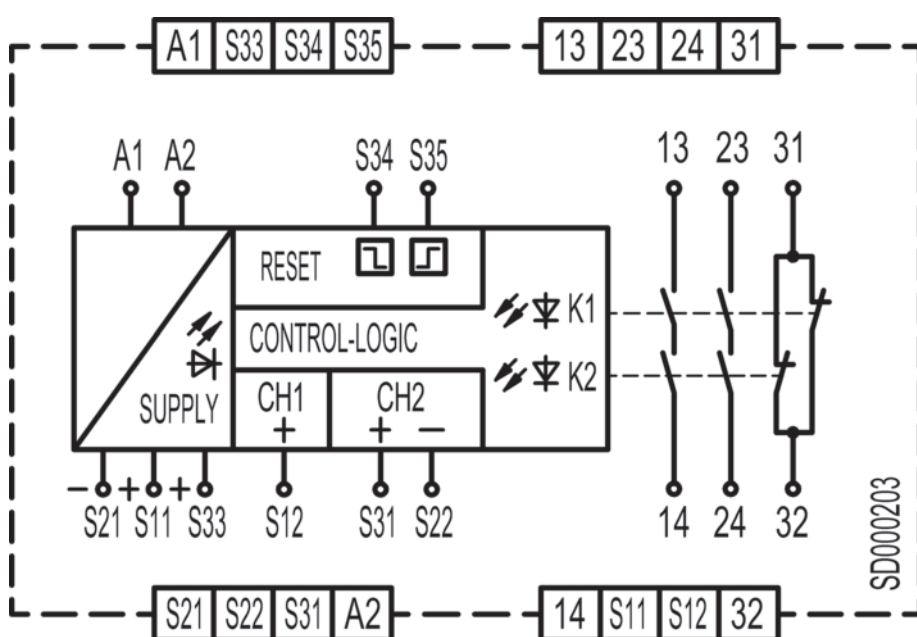 A1 S33 S34 S35 13 23 24 31
A1 A2 S34 S35 13 23 31
RESET
K1
CONTROL-LOGIC
K2
SUPPLY CH1 CH2
+ + −
− + +
S21 S11 S33 S12 S31 S22 14 24 32
SD000203
S21 S22 S31 A2 14 S11 S12 32